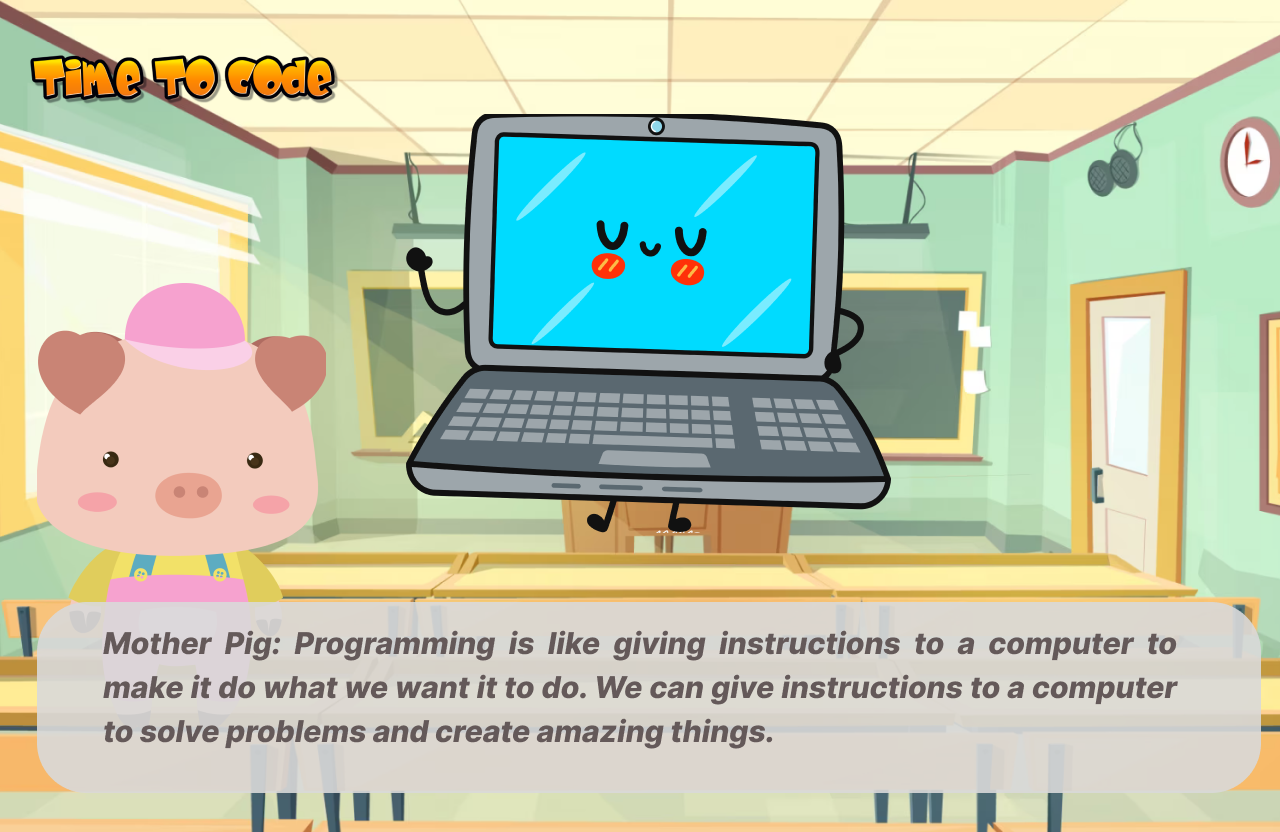 Time To Code
Mother Pig: Programming is like giving instructions to a computer to
make it do what we want it to do. We can give instructions to a computer
to solve problems and create amazing things.